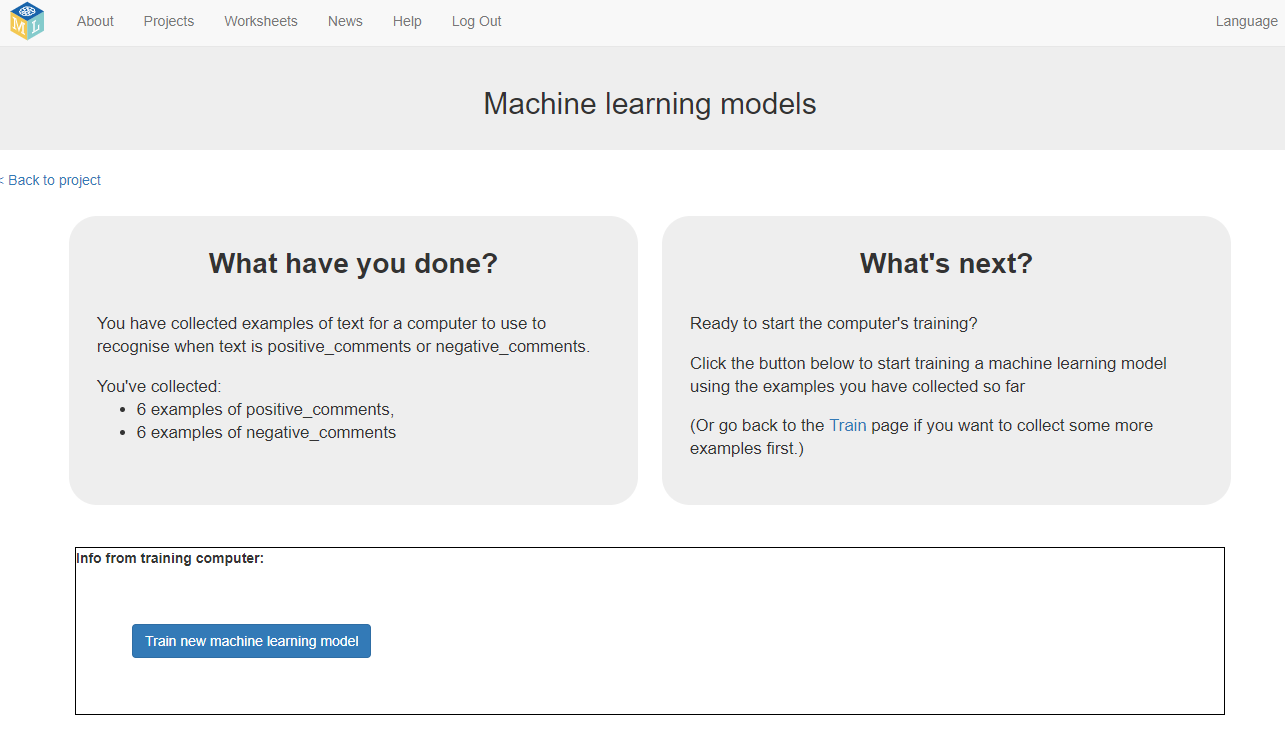 ML
About Projects Worksheets News Help Log Out Language
Machine learning models
< Back to project
What have you done?
You have collected examples of text for a computer to use to
recognise when text is positive_comments or negative_comments.
You've collected:
• 6 examples of positive_comments,
• 6 examples of negative_comments
What's next?
Ready to start the computer's training?
Click the button below to start training a machine learning model
using the examples you have collected so far
(Or go back to the Train page if you want to collect some more
examples first.)
Info from training computer:
Train new machine learning model